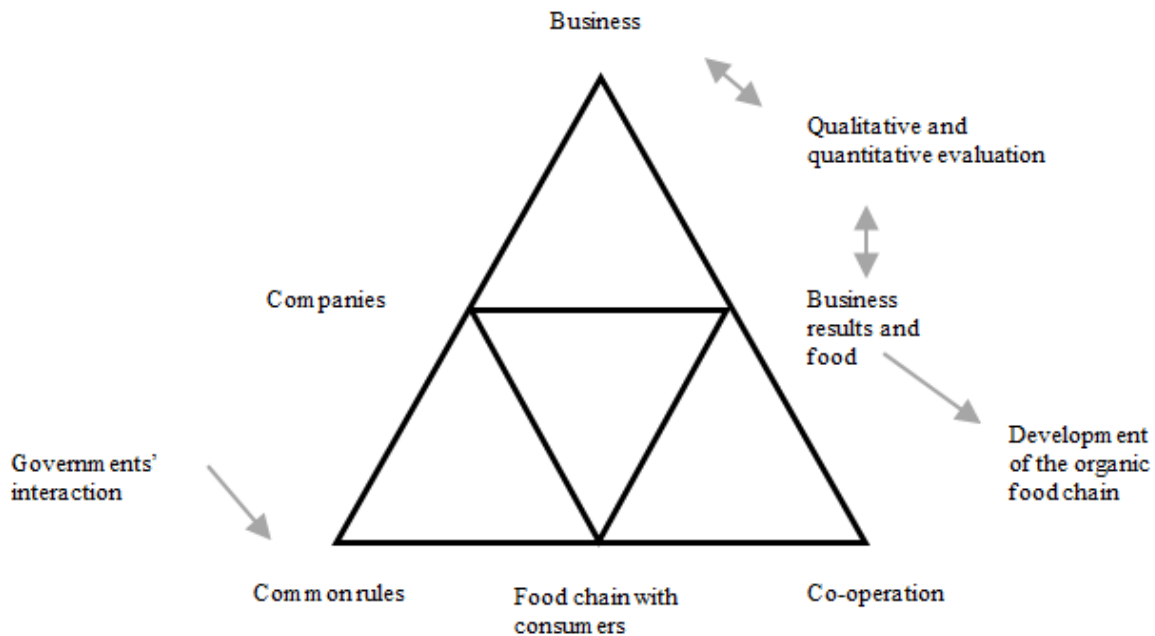 Business
Qualitative and
quantitative evaluation
Companies
Business
results and
food
Governments’
interaction
Development
of the organic
food chain
Common rules
Food chain with
consumers
Co-operation